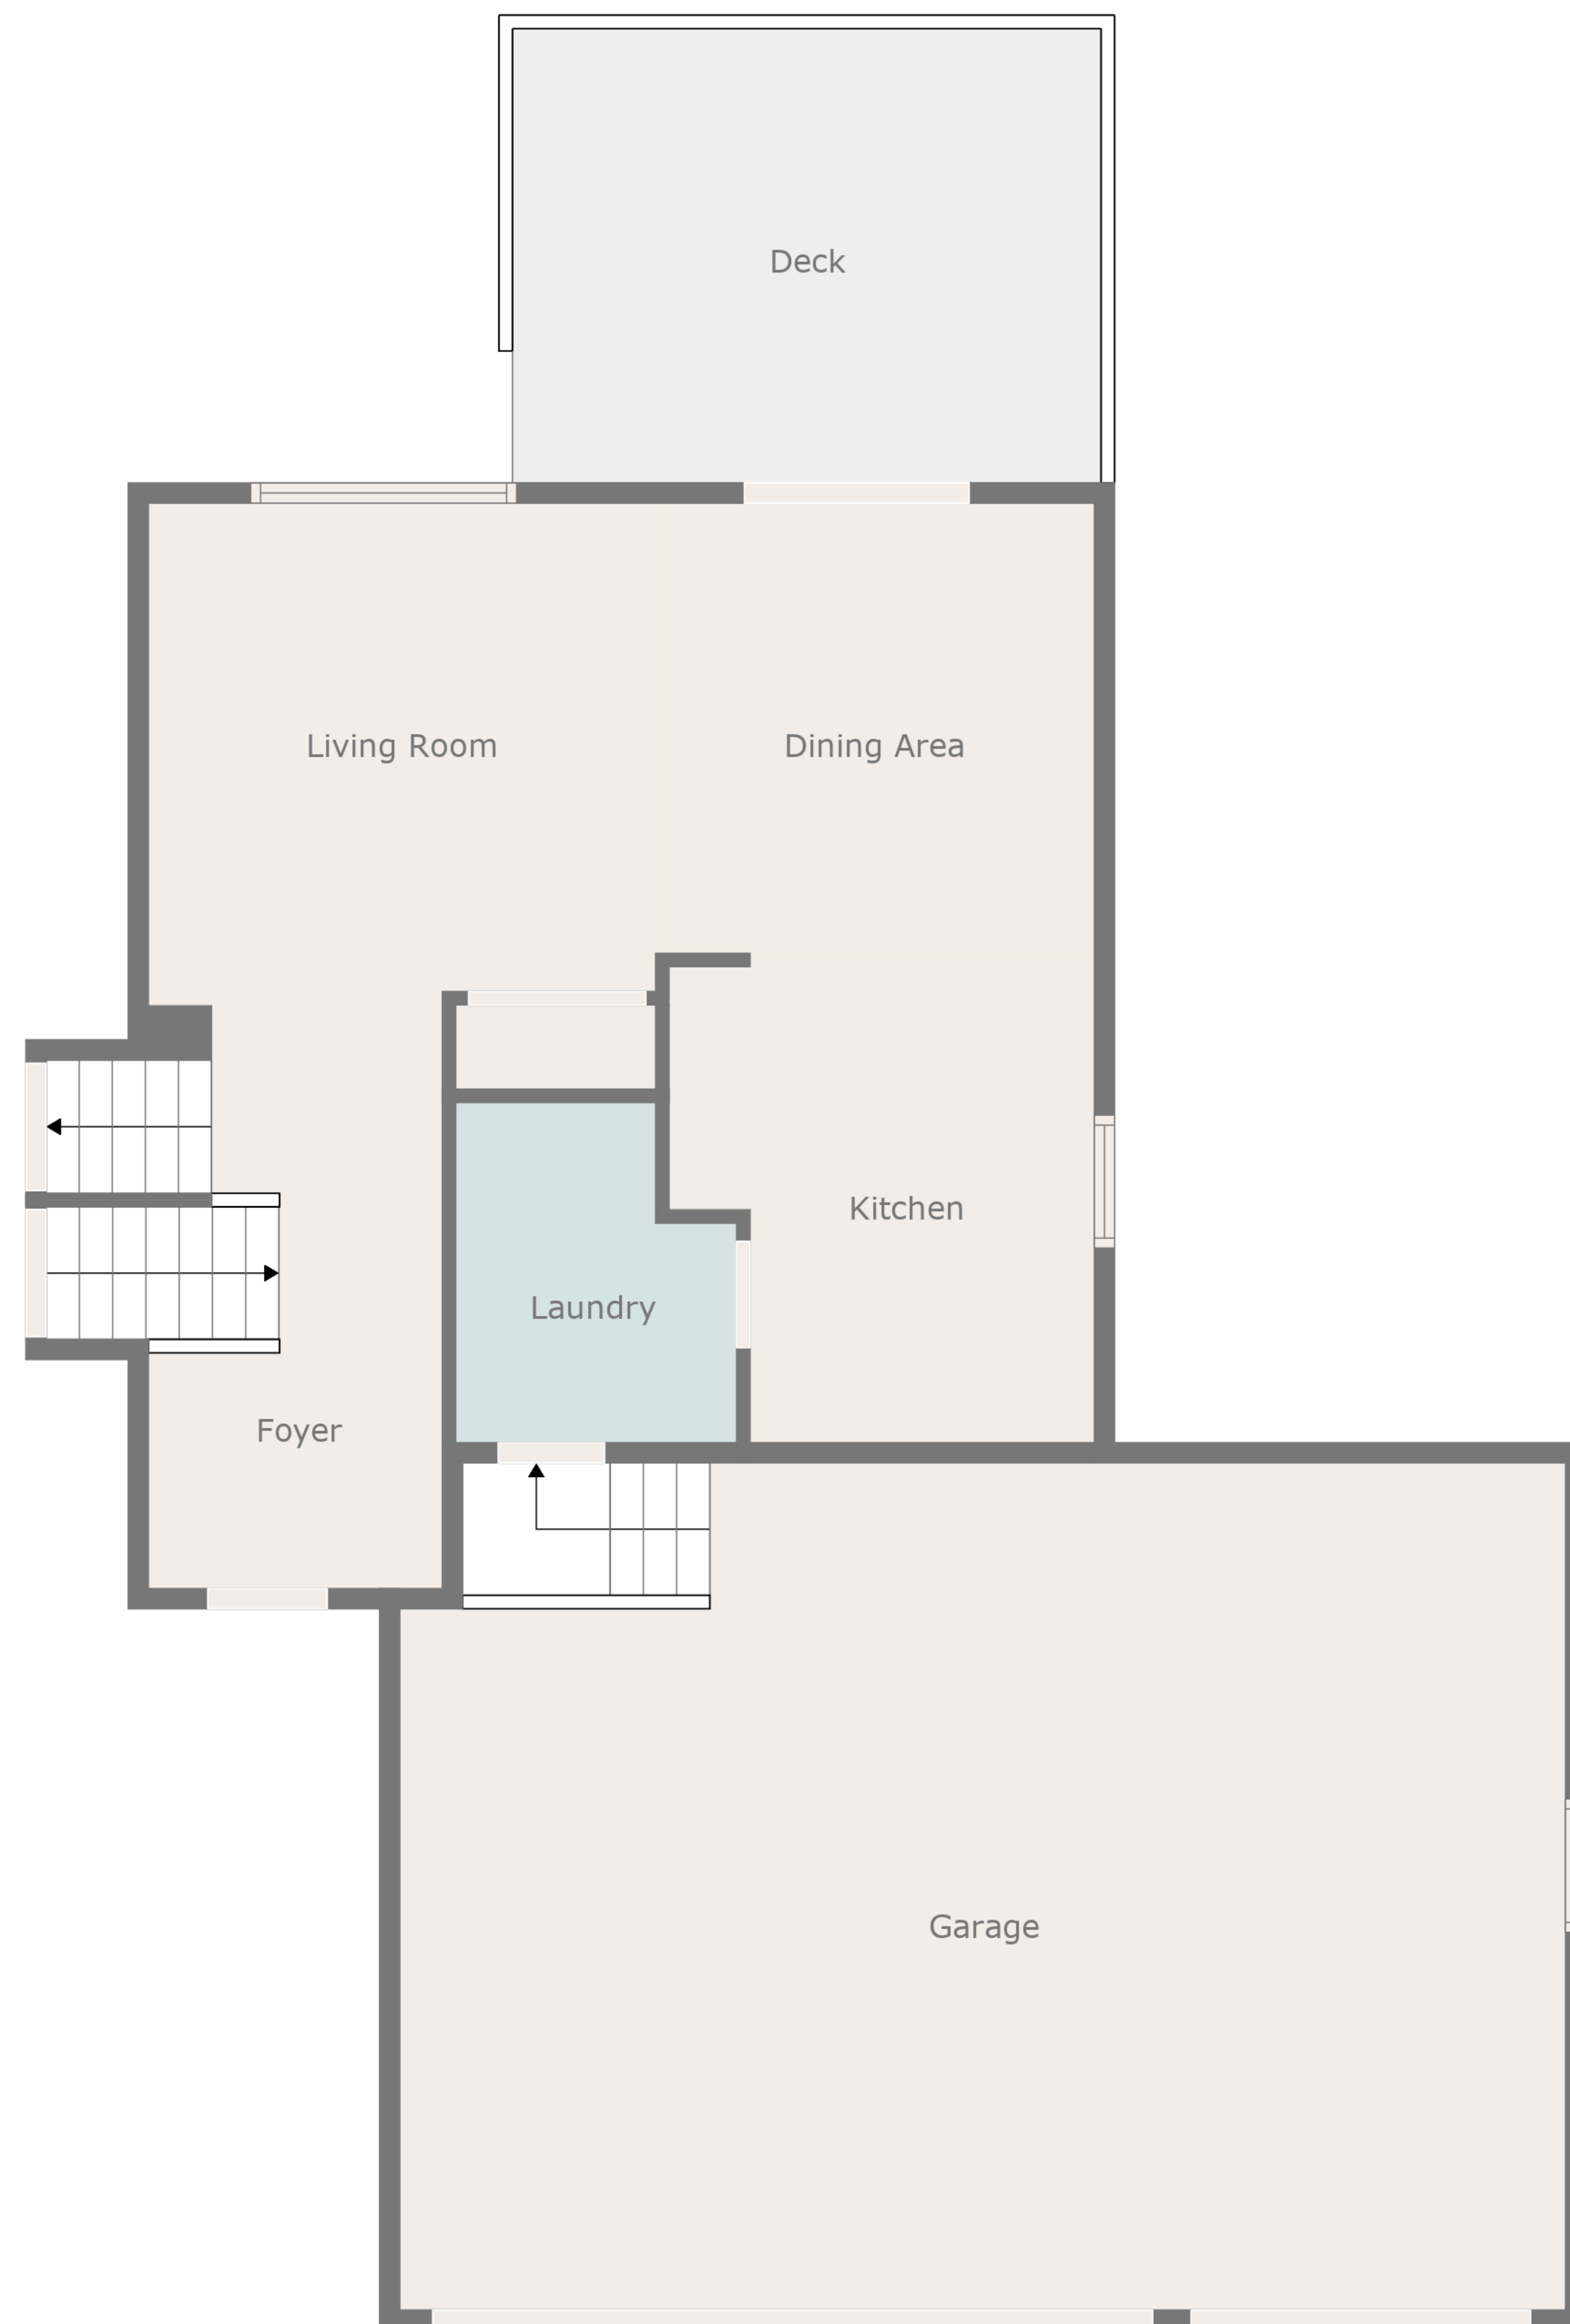 Deck
Living Room
Dining Area
Kitchen
Laundry
Foyer
Garage